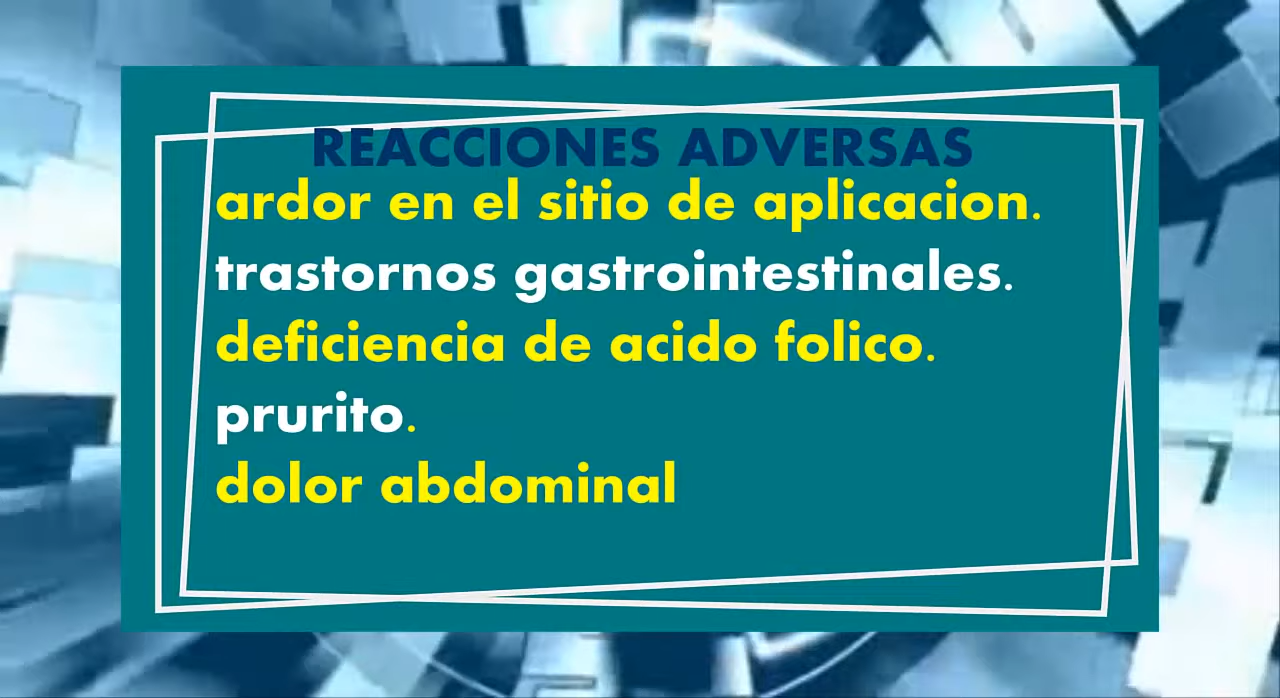 REACCIONES ADVERSAS
ardor en el sitio de aplicacion.
trastornos gastrointestinales.
deficiencia de acido folico.
prurito.
dolor abdominal